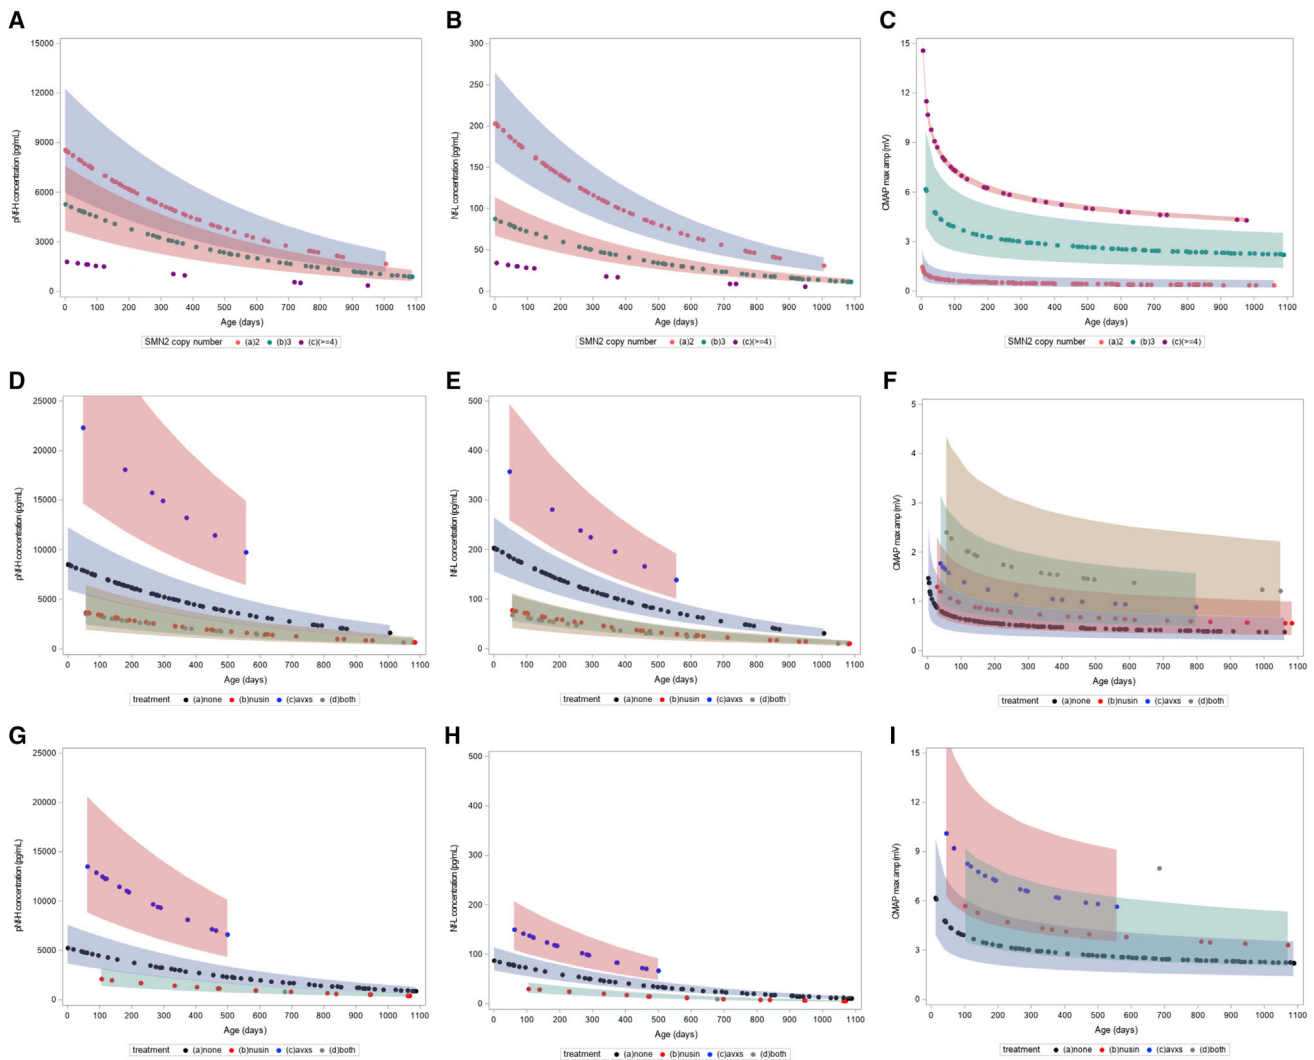 A
15000
12000
9000
6000
3000
0
pNf-H concentration (pg/mL)
0 100 200 300 400 500 600 700 800 900 1000 1100
Age (days)
SMN2 copy number (a)2 (b)3 (c)(>=4)
B
300
250
200
150
100
50
0
NFL concentration (pg/mL)
0 100 200 300 400 500 600 700 800 900 1000 1100
Age (days)
SMN2 copy number (a)2 (b)3 (c)(>=4)
C
15
12
9
6
3
0
CMAP max amp (mV)
0 100 200 300 400 500 600 700 800 900 1000 1100
Age (days)
SMN2 copy number (a)2 (b)3 (c)(>=4)
D
25000
20000
15000
10000
5000
0
pNf-H concentration (pg/mL)
0 100 200 300 400 500 600 700 800 900 1000 1100
Age (days)
treatment (a)none (b)nusin (c)avxs (d)both
E
500
400
300
200
100
0
NFL concentration (pg/mL)
0 100 200 300 400 500 600 700 800 900 1000 1100
Age (days)
treatment (a)none (b)nusin (c)avxs (d)both
F
5
4
3
2
1
0
CMAP max amp (mV)
0 100 200 300 400 500 600 700 800 900 1000 1100
Age (days)
treatment (a)none (b)nusin (c)avxs (d)both
G
25000
20000
15000
10000
5000
0
pNf-H concentration (pg/mL)
0 100 200 300 400 500 600 700 800 900 1000 1100
Age (days)
treatment (a)none (b)nusin (c)avxs (d)both
H
500
400
300
200
100
0
NFL concentration (pg/mL)
0 100 200 300 400 500 600 700 800 900 1000 1100
Age (days)
treatment (a)none (b)nusin (c)avxs (d)both
I
15
12
9
6
3
0
CMAP max amp (mV)
0 100 200 300 400 500 600 700 800 900 1000 1100
Age (days)
treatment (a)none (b)nusin (c)avxs (d)both